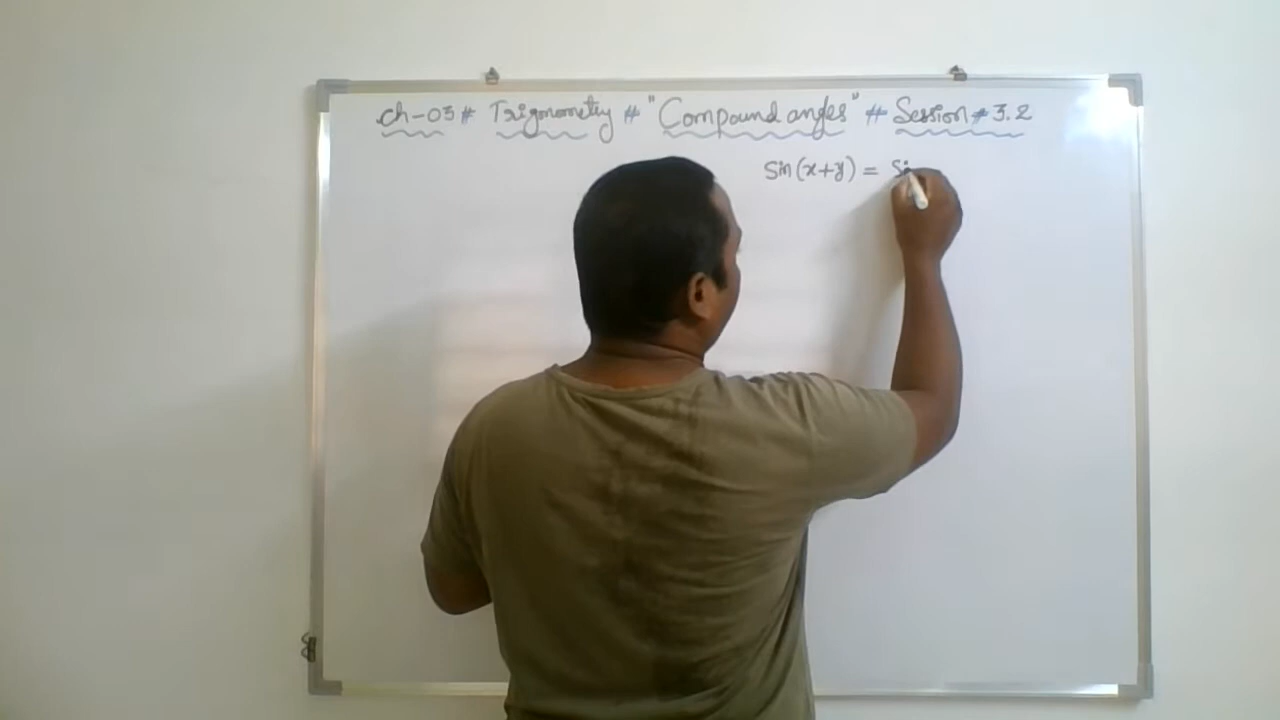 ch-03# Trigonometry # "Compound angles" # Session # 3.2
Sin(x+y) = Si